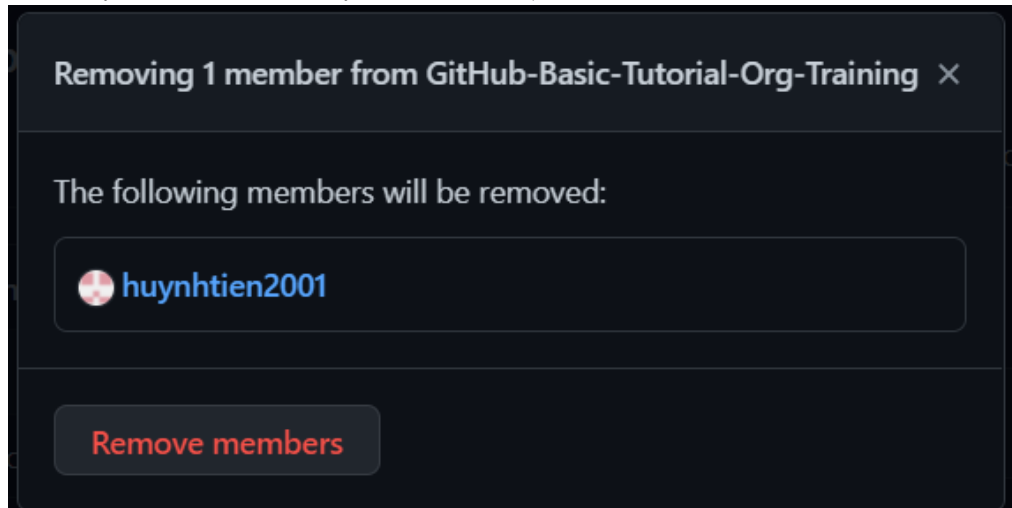 Removing 1 member from GitHub-Basic-Tutorial-Org-Training ×
The following members will be removed:
huynhtien2001
Remove members